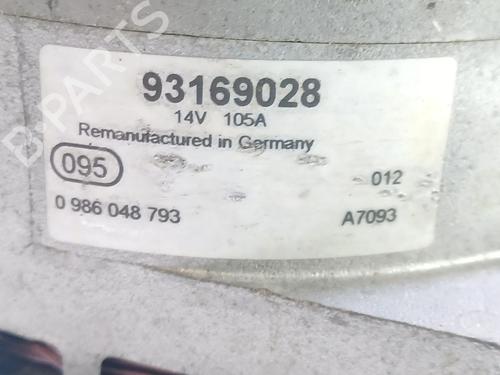 93169028
14V 105A
Remanufactured in Germany
095
012
0 986 048 793
A7093
B-PARTS